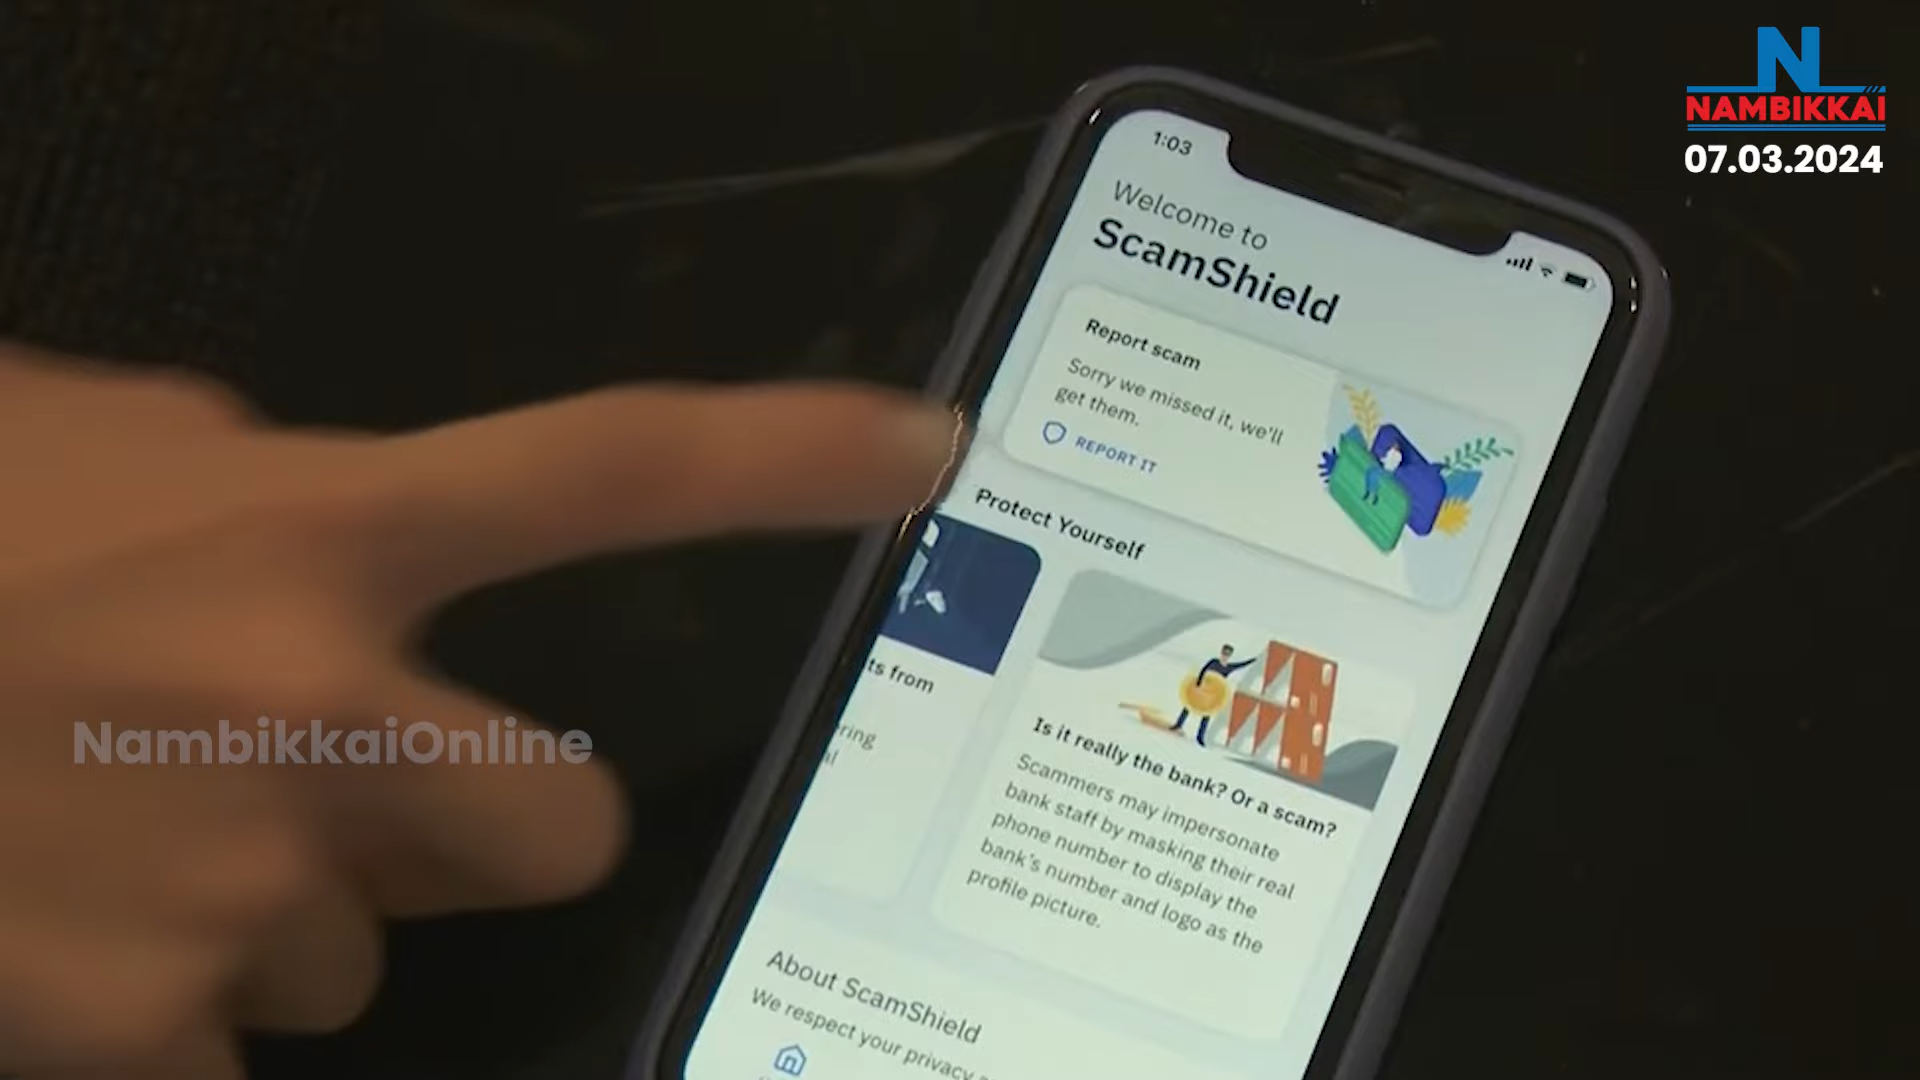 N
NAMBIKKAI
07.03.2024
1:03
Welcome to
ScamShield
Report scam
Sorry we missed it, we'll
get them.
REPORT IT
Protect Yourself
ts from
ring
Is it really the bank? Or a scam?
Scammers may impersonate
bank staff by masking their real
phone number to display the
bank's number and logo as the
profile picture.
NambikkaiOnline
About ScamShield
We respect your privacy